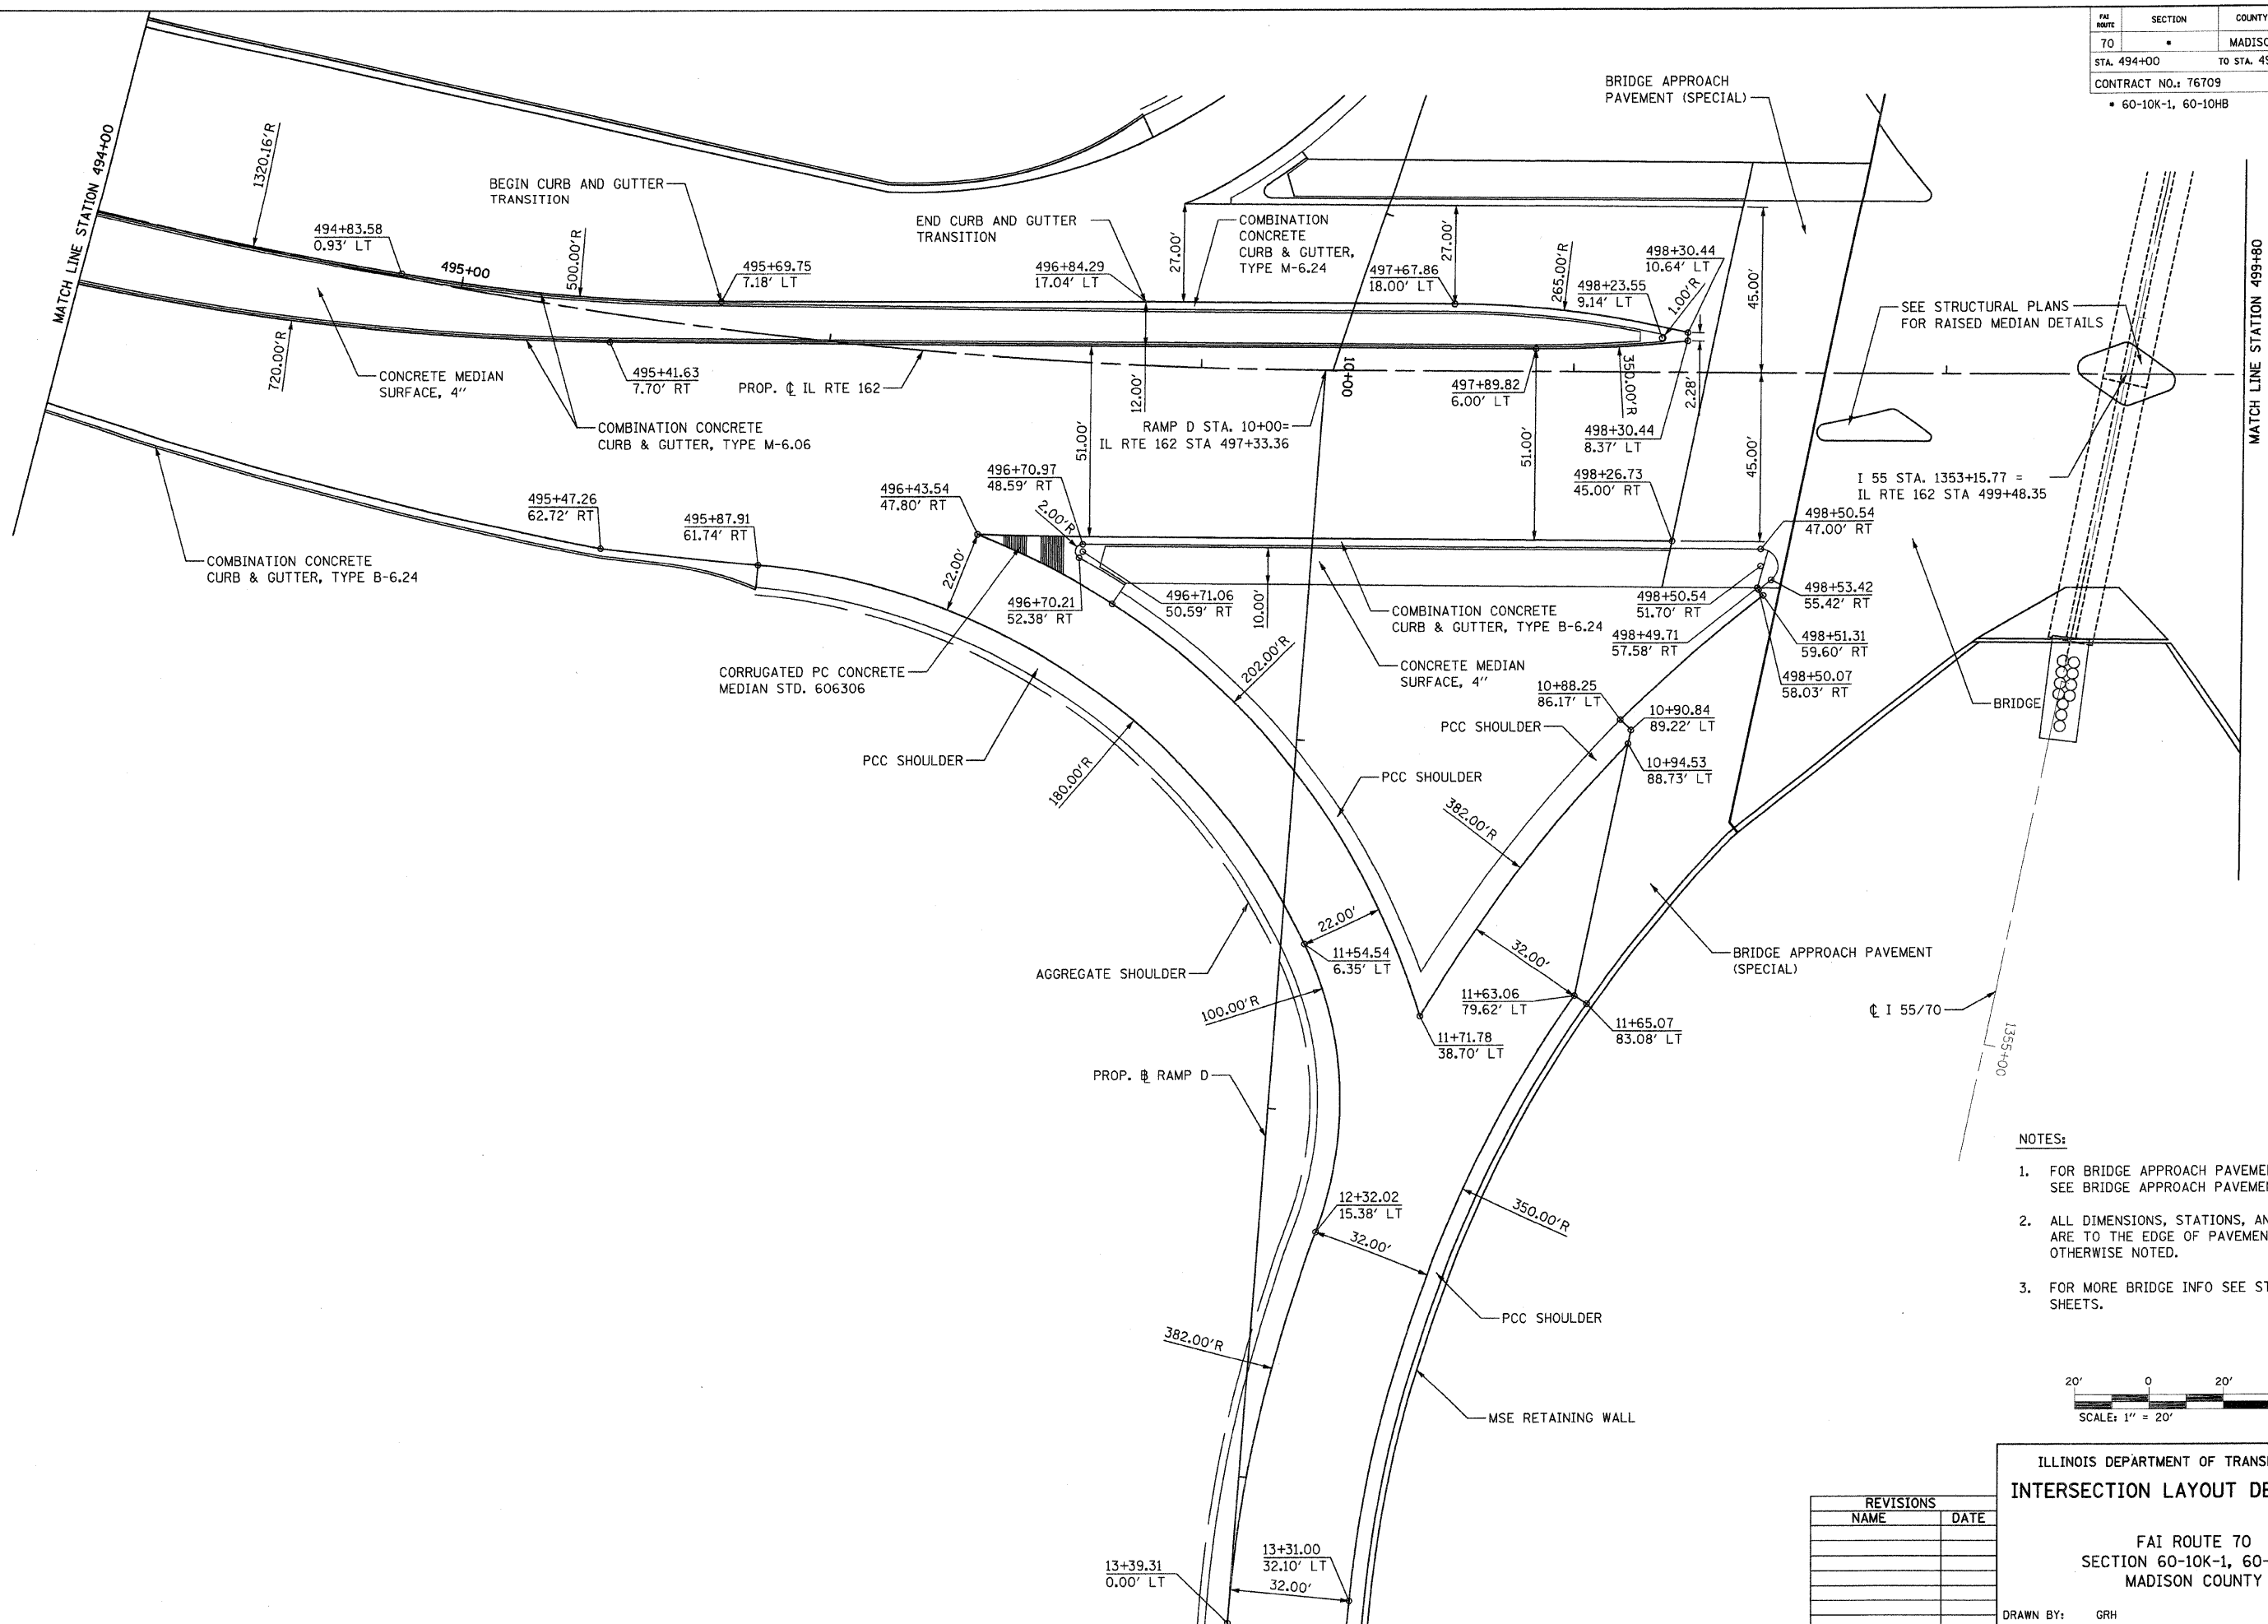 FAI ROUTE
SECTION
COUNTY
70
•
STA. 494+00
TO STA.
CONTRACT NO.: 76709
• 60-10K-1, 60-10HB
BRIDGE APPROACH
PAVEMENT (SPECIAL)
MATCH LINE STATION 494+00
1320.16'R
BEGIN CURB AND GUTTER
TRANSITION
494+83.58
0.93' LT
495+00
500.00'R
END CURB AND GUTTER
TRANSITION
COMBINATION
CONCRETE
CURB & GUTTER,
TYPE M-6.24
27.00'
27.00'
495+69.75
7.18' LT
496+84.29
17.04' LT
497+67.86
18.00' LT
265.00'R
498+30.44
10.64' LT
498+23.55
9.14' LT
1.00'R
45.00'
SEE STRUCTURAL PLANS
FOR RAISED MEDIAN DETAILS
MATCH LINE STATION 499+80
720.00'R
CONCRETE MEDIAN
SURFACE, 4"
495+41.63
7.70' RT
PROP. ℄ IL RTE 162
12.00'
10+00
497+89.82
6.00' LT
350.00'R
2.28'
COMBINATION CONCRETE
CURB & GUTTER, TYPE M-6.06
51.00'
RAMP D STA. 10+00=
IL RTE 162 STA 497+33.36
51.00'
498+30.44
8.37' LT
45.00'
498+26.73
45.00' RT
I 55 STA. 1353+15.77 =
IL RTE 162 STA 499+48.35
495+47.26
62.72' RT
495+87.91
61.74' RT
496+43.54
47.80' RT
496+70.97
48.59' RT
2.00'R
498+50.54
47.00' RT
COMBINATION CONCRETE
CURB & GUTTER, TYPE B-6.24
22.00'
496+70.21
52.38' RT
496+71.06
50.59' RT
10.00'
COMBINATION CONCRETE
CURB & GUTTER, TYPE B-6.24
498+50.54
51.70' RT
498+53.42
55.42' RT
498+49.71
57.58' RT
498+51.31
59.60' RT
498+50.07
58.03' RT
CORRUGATED PC CONCRETE
MEDIAN STD. 606306
202.00'R
CONCRETE MEDIAN
SURFACE, 4"
BRIDGE
10+88.25
86.17' LT
10+90.84
89.22' LT
PCC SHOULDER
10+94.53
88.73' LT
PCC SHOULDER
180.00'R
PCC SHOULDER
382.00'R
22.00'
11+54.54
6.35' LT
32.00'
AGGREGATE SHOULDER
100.00'R
BRIDGE APPROACH PAVEMENT
(SPECIAL)
11+63.06
79.62' LT
11+65.07
83.08' LT
11+71.78
38.70' LT
℄ I 55/70
1355+00
PROP. ⅊ RAMP D
12+32.02
15.38' LT
32.00'
350.00'R
PCC SHOULDER
382.00'R
MSE RETAINING WALL
13+39.31
0.00' LT
13+31.00
32.10' LT
32.00'
NOTES:
1. FOR BRIDGE APPROACH
SEE BRIDGE APPROACH
2. ALL DIMENSIONS, STATIONS,
ARE TO THE EDGE OF
OTHERWISE NOTED.
3. FOR MORE BRIDGE INFO SEE
SHEETS.
20' 0 20'
SCALE: 1" = 20'
ILLINOIS DEPARTMENT OF
INTERSECTION LAYOUT
FAI ROUTE 70
SECTION 60-10K-1,
MADISON COUNTY
DRAWN BY: GRH
REVISIONS
NAME
DATE